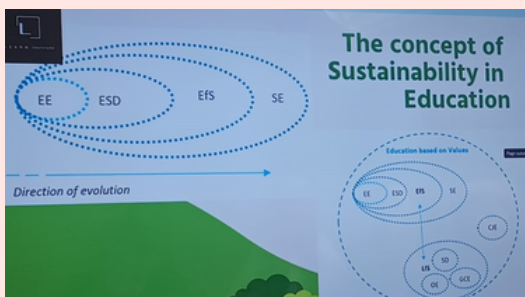 L
EE
ESD
EfS
SE
Direction of evolution
The concept of
Sustainability in
Education
Education based on Values
EE
ESD
EfS
SE
CJE
LfS
SD
OE
GCE